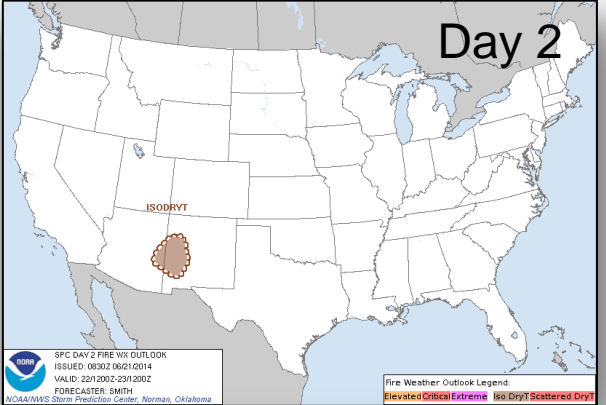 Day 2
ISODRYT
NOAA
SPC DAY 2 FIRE WX OUTLOOK
ISSUED: 0830Z 06/21/2014
VALID: 22/1200Z-23/1200Z
FORECASTER: SMITH
NOAA/NWS Storm Prediction Center, Norman, Oklahoma
Fire Weather Outlook Legend:
Elevated Critical Extreme Iso DryT Scattered DryT